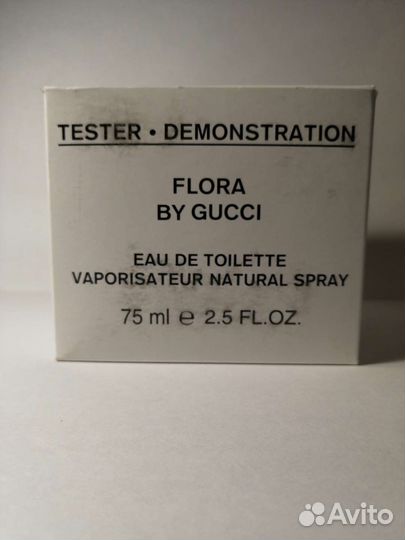 TESTER • DEMONSTRATION
FLORA
BY GUCCI
EAU DE TOILETTE
VAPORISATEUR NATURAL SPRAY
75 ml ℮ 2.5 FL.OZ.
Avito